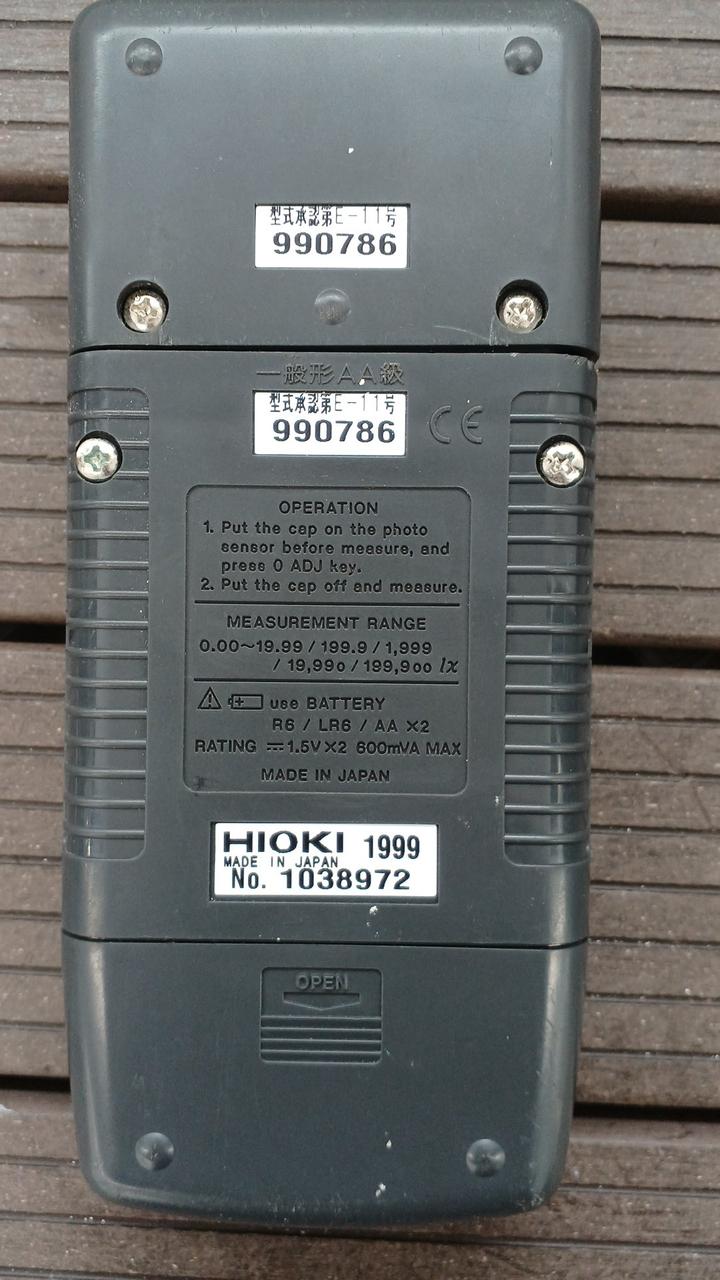 型式承認第E-11号
990786
一般形AA級
型式承認第E-11号
990786
CE
OPERATION
1. Put the cap on the photo
sensor before measure, and
press 0 ADJ key.
2. Put the cap off and measure.
MEASUREMENT RANGE
0.00~19.99 / 199.9 / 1,999
/ 19,990 / 199,900 lx
use BATTERY
R6 / LR6 / AA ×2
RATING ⎓1.5V×2 600mVA MAX
MADE IN JAPAN
HIOKI 1999
MADE IN JAPAN
No. 1038972
OPEN